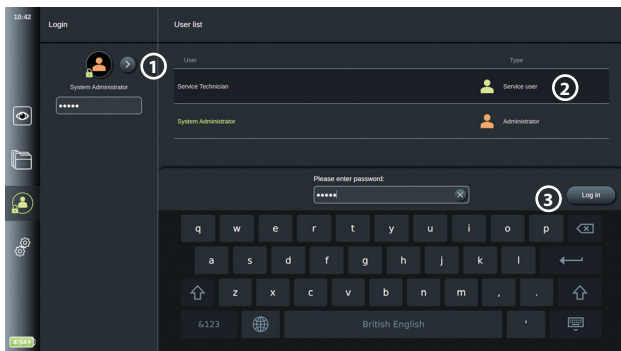 10:42
Login
User list
1
User
Type
System Administrator
•••••
Service Technician
Service user
2
System Administrator
Administrator
Please enter password:
•••••
3
Log in
q w e r t y u i o p
a s d f g h j k l
z x c v b n m , .
&123
British English
'
4:54